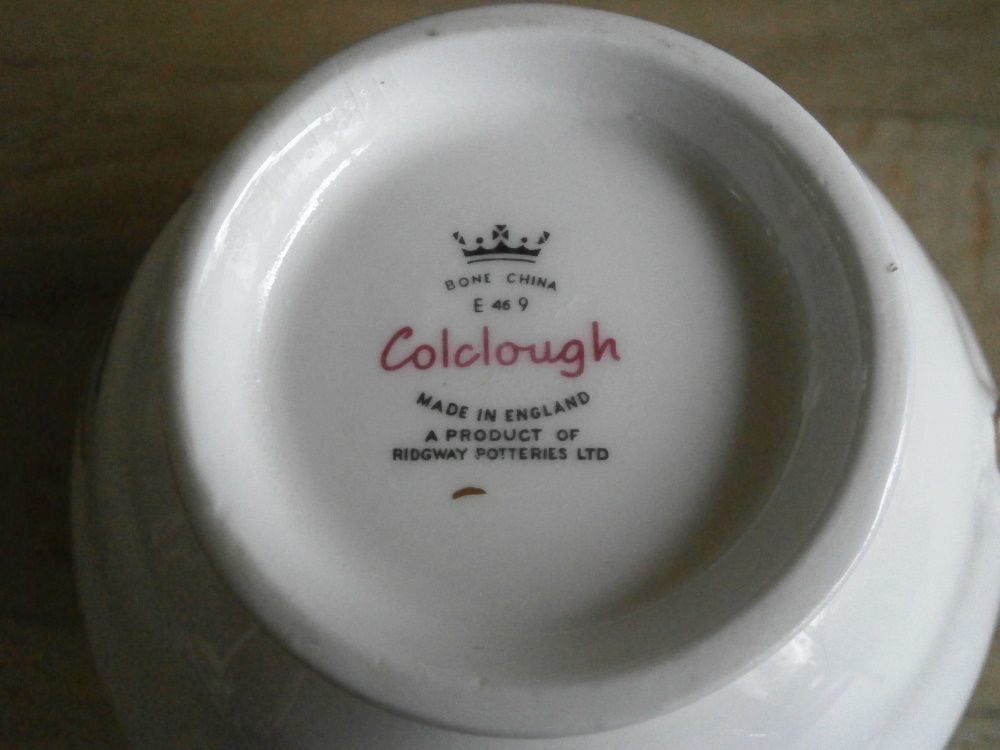 BONE CHINA
E 46 9
Colclough
MADE IN ENGLAND
A PRODUCT OF
RIDGWAY POTTERIES LTD